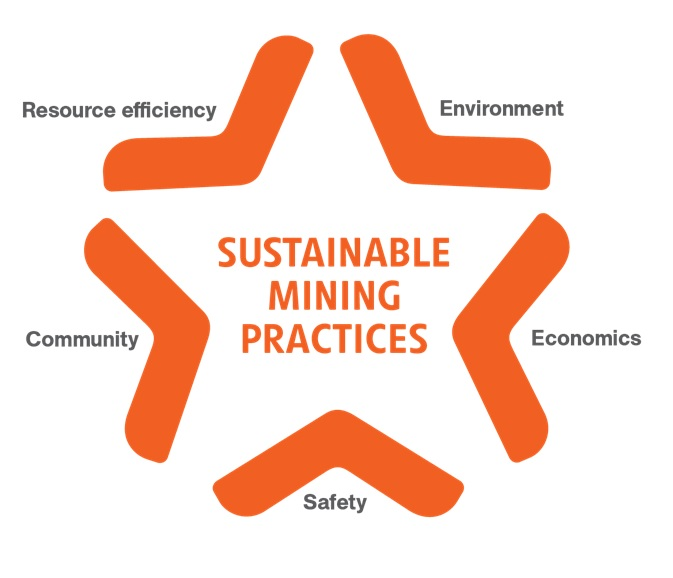 Resource efficiency
Environment
SUSTAINABLE
MINING
PRACTICES
Community
Economics
Safety